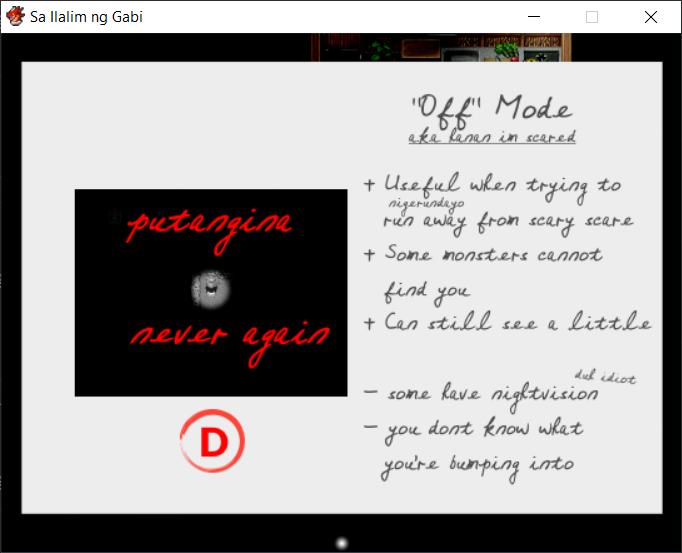 Sa Ilalim ng Gabi
"Off" Mode
aka hanan im scared
putangina
never again
D
+ Useful when trying to
nigerundayo
run away from scary scare
+ Some monsters cannot
find you
+ Can still see a little
duh idiot
- some have nightvision
- you dont know what
you're bumping into